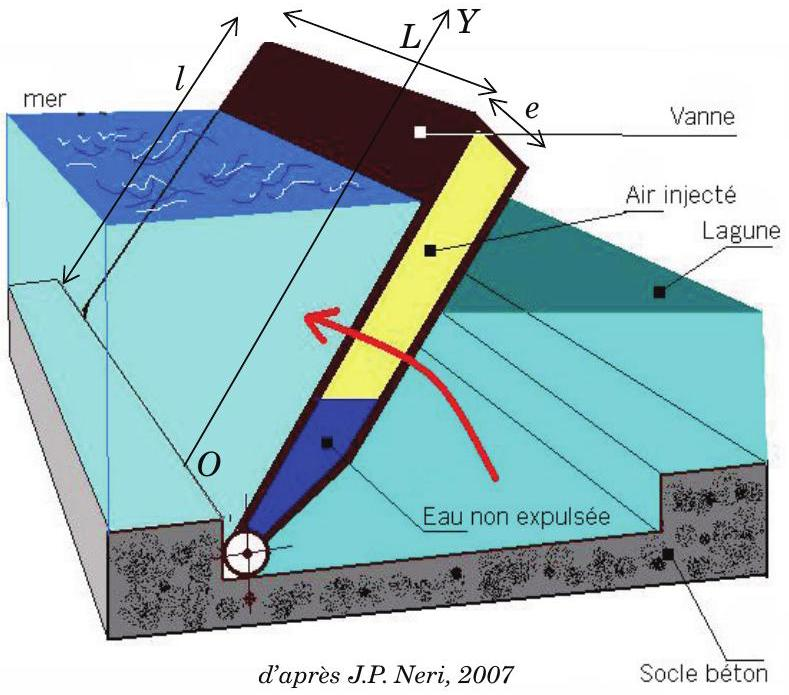 l
L
Y
mer
e
Vanne
Air injecté
Lagune
O
Eau non expulsée
d'après J.P. Neri, 2007
Socle béton